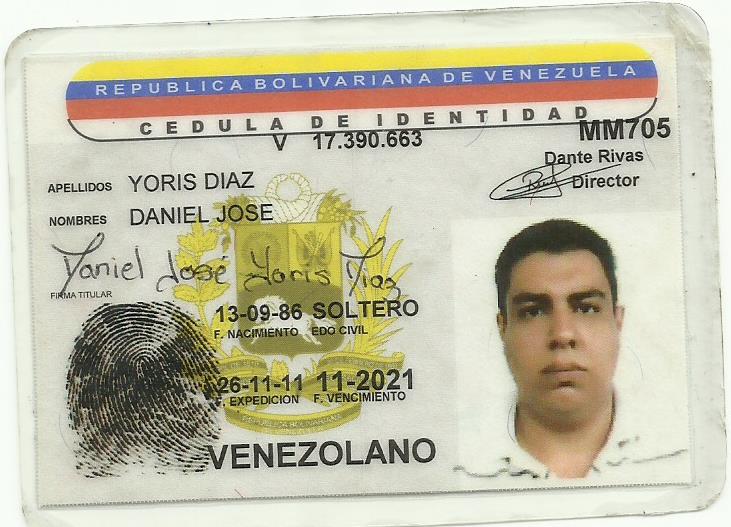 REPUBLICA BOLIVARIANA DE VENEZUELA
CEDULA DE IDENTIDAD
V 17.390.663
MM705
Dante Rivas
Director
APELLIDOS YORIS DIAZ
NOMBRES DANIEL JOSE
Daniel José Yoris Diaz
FIRMA TITULAR
13-09-86 SOLTERO
F. NACIMIENTO EDO CIVIL
26-11-11 11-2021
F. EXPEDICION F. VENCIMIENTO
VENEZOLANO